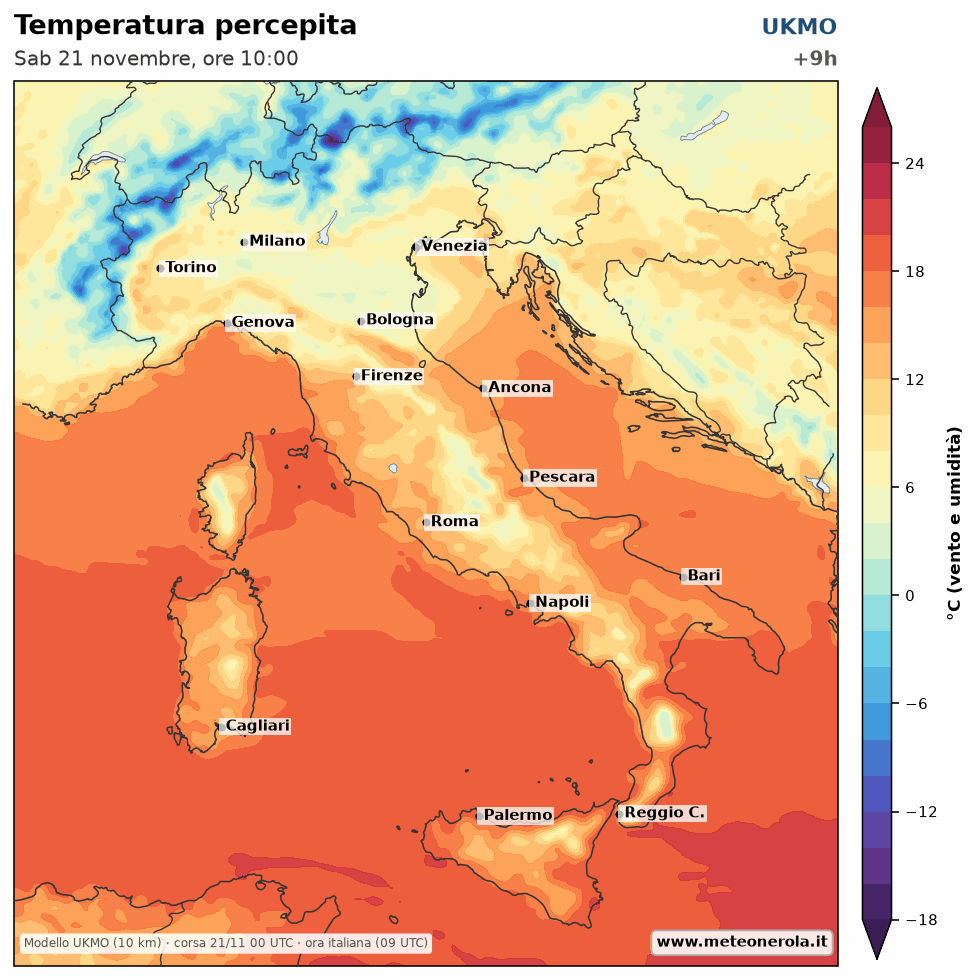 Temperatura percepita
UKMO
Sab 21 novembre, ore 10:00
+9h
Milano
Venezia
Torino
Genova
Bologna
Firenze
Ancona
Pescara
Roma
Bari
Napoli
Cagliari
Palermo
Reggio C.
24
18
12
6
0
−6
−12
−18
°C (vento e umidità)
Modello UKMO (10 km) · corsa 21/11 00 UTC · ora italiana (09 UTC)
www.meteonerola.it